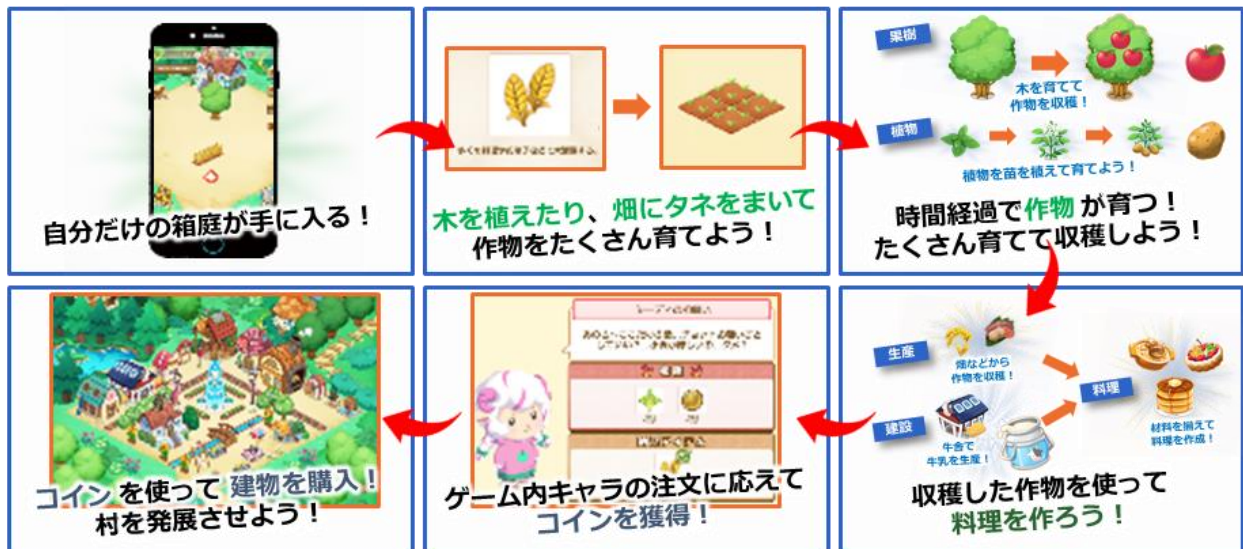 自分だけの箱庭が手に入る！
木を植えたり、畑にタネをまいて
作物をたくさん育てよう！
果樹
木を育てて
作物を収穫！
植物
植物を苗を植えて育てよう！
時間経過で作物 が育つ！
たくさん育てて収穫しよう！
生産
畑などから
作物を収穫！
建設
牛舎で
牛乳を生産！
料理
材料を揃えて
料理を作成！
収穫した作物を使って
料理を作ろう！
ゲーム内キャラの注文に応えて
コインを獲得！
コイン を使って 建物を購入！
村を発展させよう！